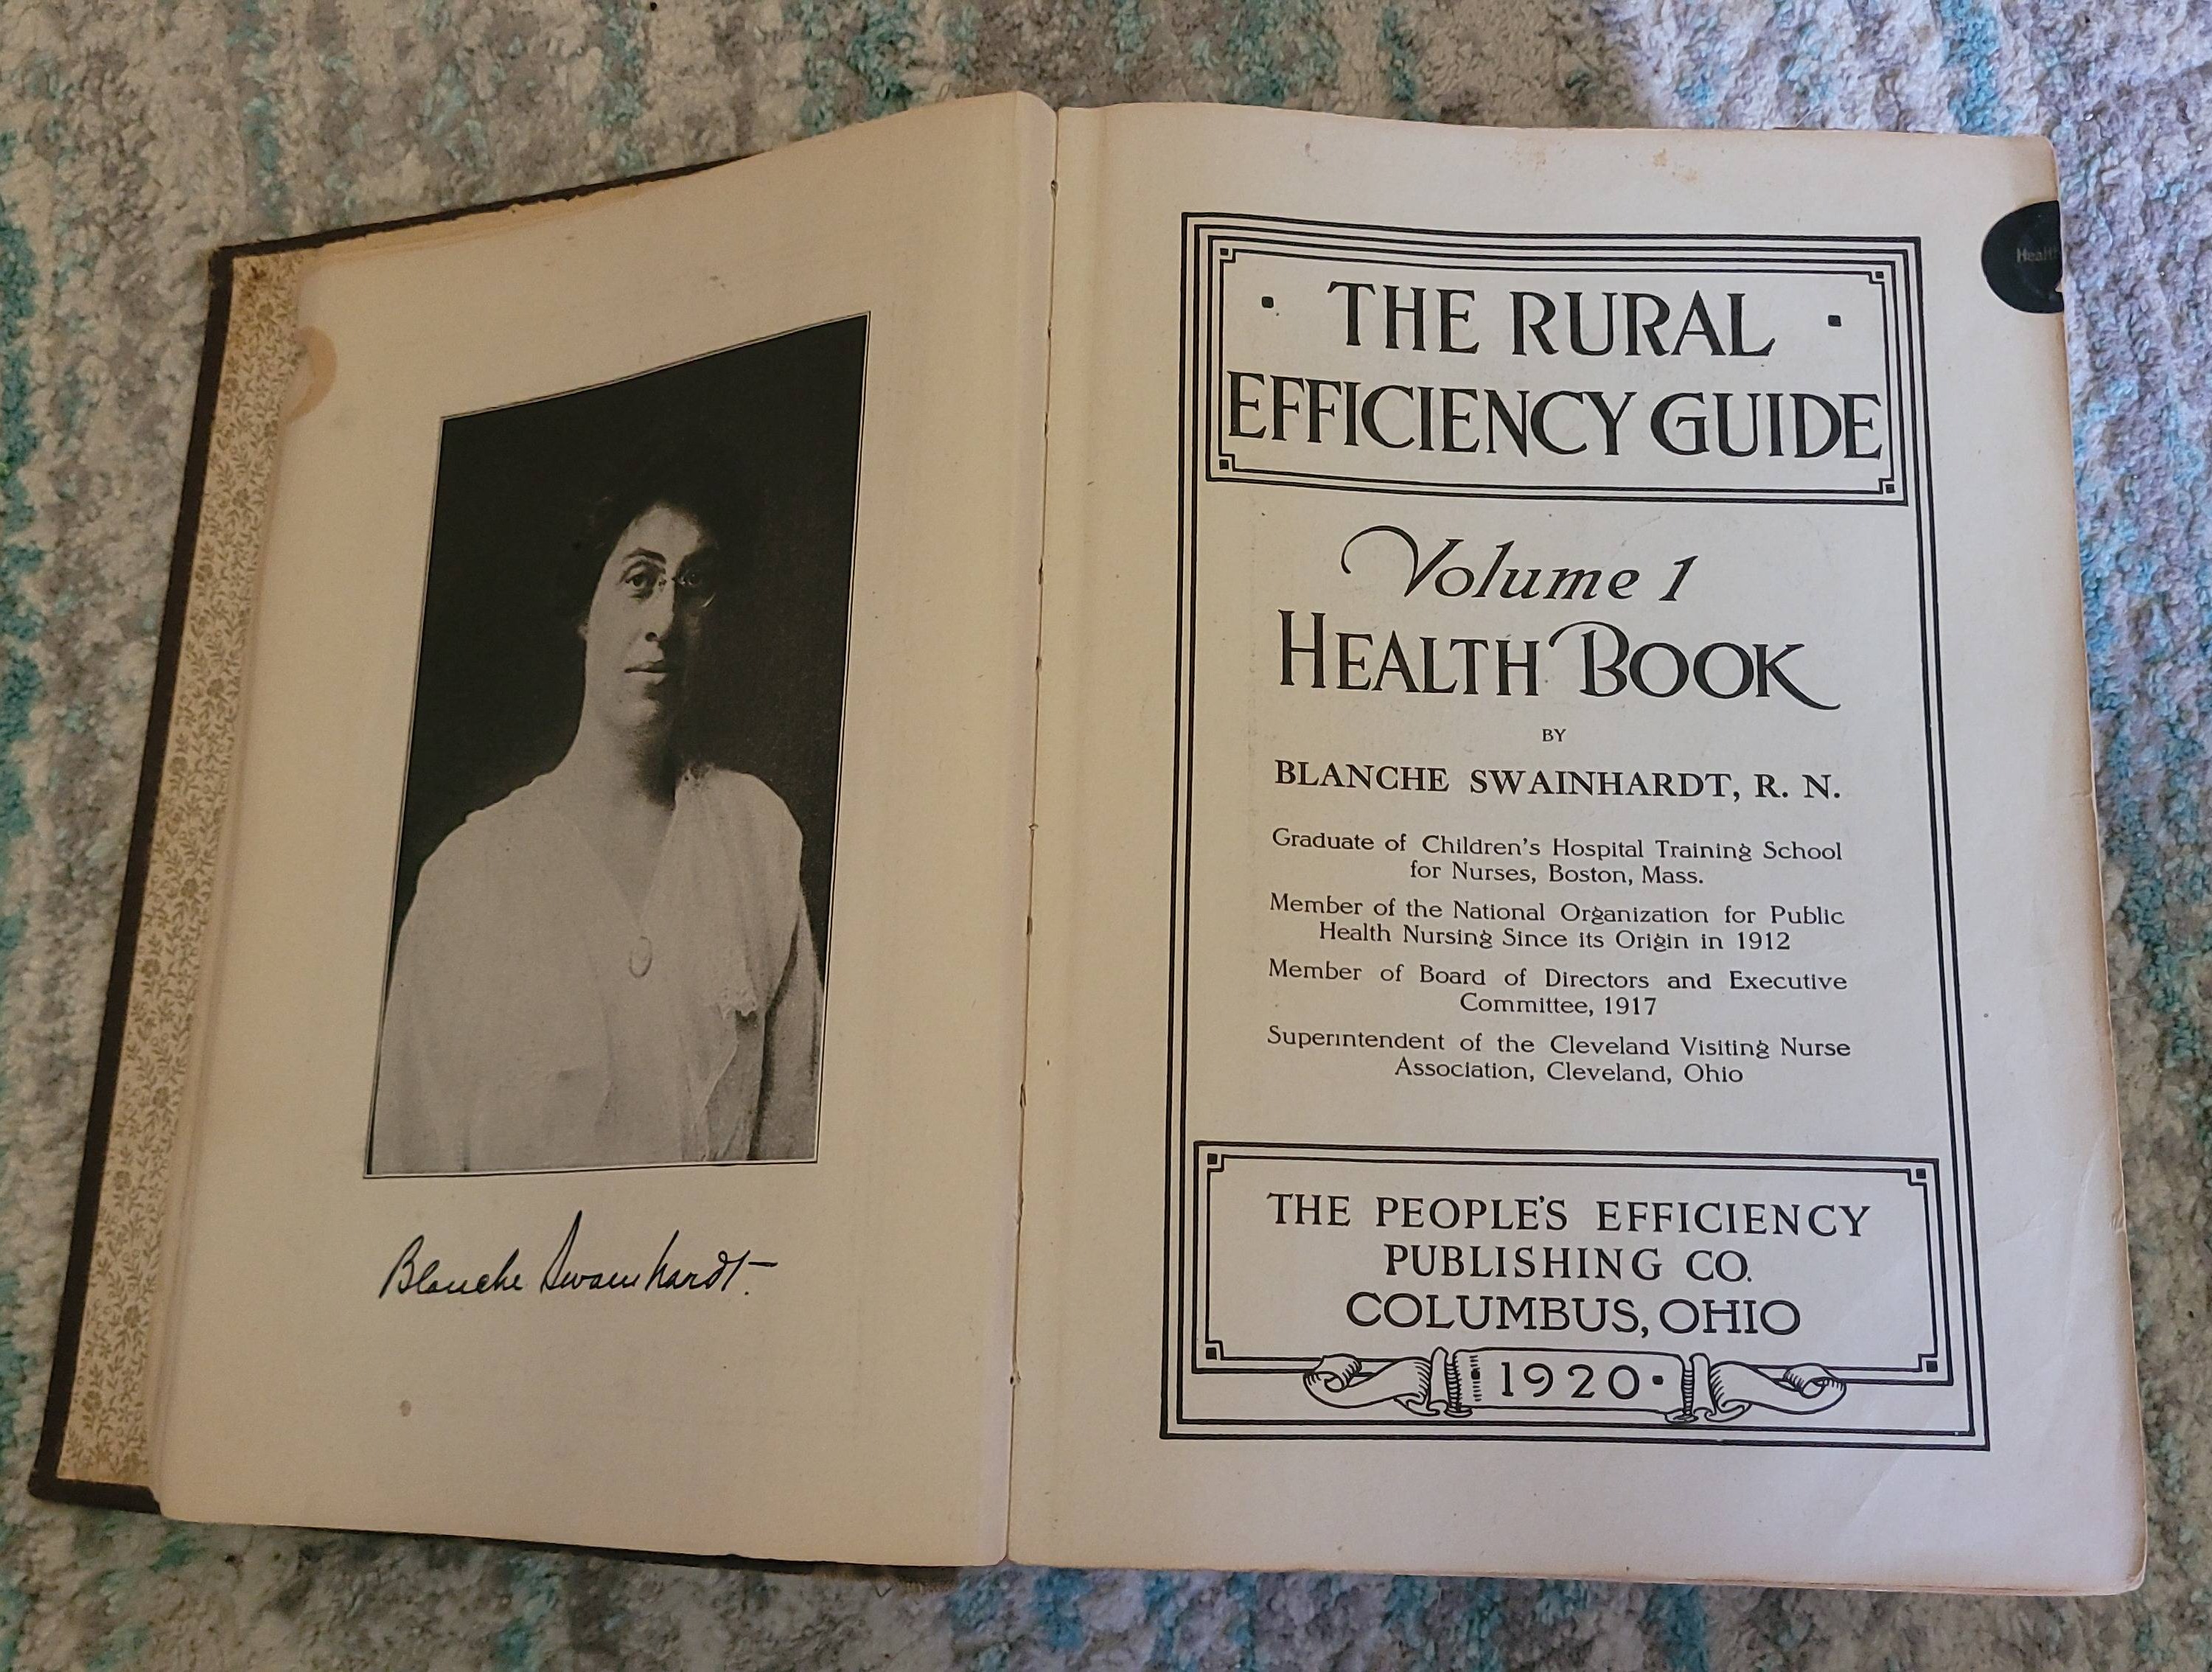 Blanche Swainhardt.
· THE RURAL ·
EFFICIENCY GUIDE
Volume 1
HEALTH BOOK
BY
BLANCHE SWAINHARDT, R. N.
Graduate of Children's Hospital Training School
for Nurses, Boston, Mass.
Member of the National Organization for Public
Health Nursing Since its Origin in 1912
Member of Board of Directors and Executive
Committee, 1917
Superintendent of the Cleveland Visiting Nurse
Association, Cleveland, Ohio
THE PEOPLE'S EFFICIENCY
PUBLISHING CO.
COLUMBUS, OHIO
· 1920 ·